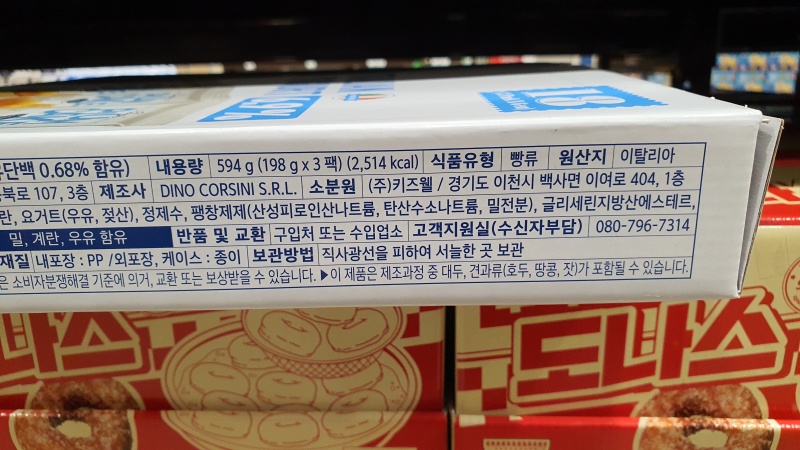 18
단백 0.68% 함유) 내용량 594 g (198 g x 3 팩) (2,514 kcal) 식품유형 빵류 원산지 이탈리아
북로 107, 3층 제조사 DINO CORSINI S.R.L. 소분원 (주)키즈웰 / 경기도 이천시 백사면 이여로 404, 1층
란, 요거트(우유, 젖산), 정제수, 팽창제제(산성피로인산나트륨, 탄산수소나트륨, 밀전분), 글리세린지방산에스테르,
밀, 계란, 우유 함유 반품 및 교환 구입처 또는 수입업소 고객지원실(수신자부담) 080-796-7314
재질 내포장 : PP /외포장, 케이스 : 종이 보관방법 직사광선을 피하여 서늘한 곳 보관
은 소비자분쟁해결 기준에 의거, 교환 또는 보상받을 수 있습니다. ▶이 제품은 제조과정 중 대두, 견과류(호두, 땅콩, 잣)가 포함될 수 있습니다.
나스 도나스